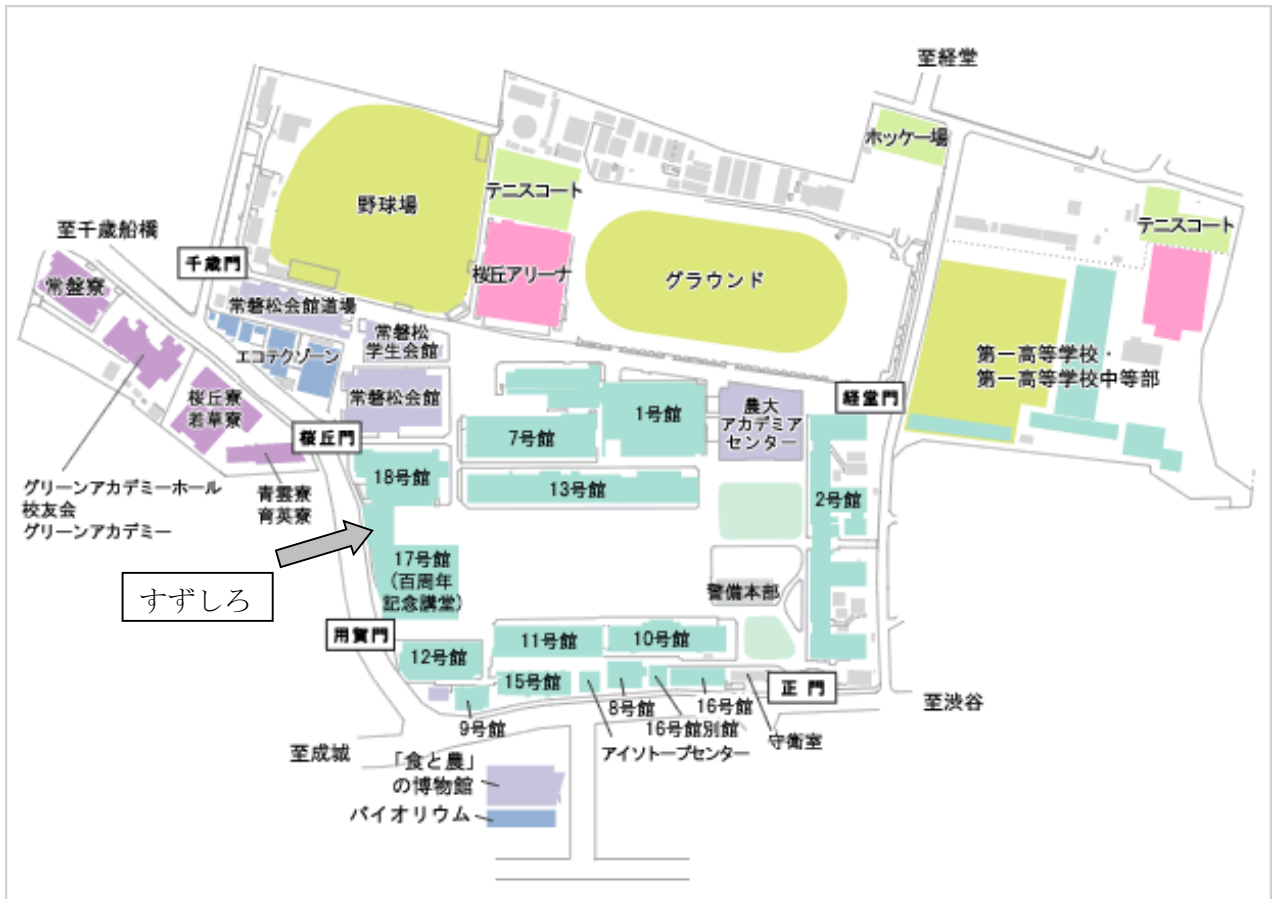 至経堂
ホッケー場
テニスコート
野球場
テニスコート
至千歳船橋
千歳門
桜丘アリーナ
グラウンド
常盤寮
常磐松会館道場
常磐松
学生会館
エコテクゾーン
第一高等学校・
第一高等学校中等部
桜丘寮
若草寮
常磐松会館
1号館
農大
アカデミア
センター
経堂門
桜丘門
7号館
18号館
13号館
2号館
グリーンアカデミーホール
校友会
グリーンアカデミー
青雲寮
育英寮
17号館
(百周年
記念講堂)
すずしろ
警備本部
用賀門
12号館
11号館
10号館
15号館
正門
至渋谷
9号館
8号館
16号館
16号館別館
アイソトープセンター
守衛室
至成城
「食と農」
の博物館
バイオリウム